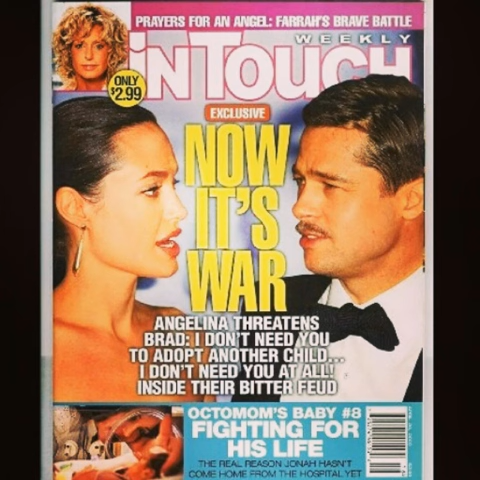 PRAYERS FOR AN ANGEL: FARRAH'S BRAVE BATTLE
WEEKLY
iN TOUCH
ONLY
$2.99
EXCLUSIVE
NOW
IT'S
WAR
ANGELINA THREATENS
BRAD: I DON'T NEED YOU
TO ADOPT ANOTHER CHILD...
I DON'T NEED YOU AT ALL!
INSIDE THEIR BITTER FEUD
OCTOMOM'S BABY #8
FIGHTING FOR
HIS LIFE
THE REAL REASON JONAH HASN'T
COME HOME FROM THE HOSPITAL YET